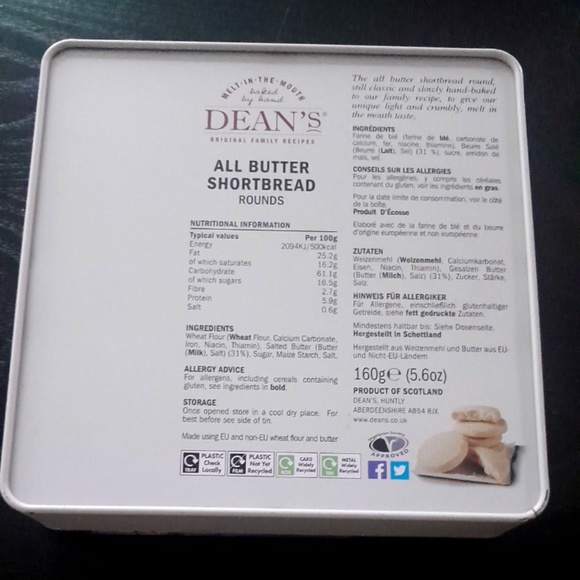 MELT-IN-THE-MOUTH
baked
by hand
DEAN'S®
ORIGINAL FAMILY RECIPES
ALL BUTTER
SHORTBREAD
ROUNDS
NUTRITIONAL INFORMATION
Typical values Per 100g
Energy 2094KJ/500kcal
Fat 25.2g
of which saturates 16.2g
Carbohydrate 61.1g
of which sugars 16.5g
Fibre 2.7g
Protein 5.9g
Salt 0.6g
INGREDIENTS
Wheat Flour (Wheat Flour, Calcium Carbonate,
Iron, Niacin, Thiamin), Salted Butter (Butter
(Milk), Salt) (31%), Sugar, Maize Starch, Salt.
ALLERGY ADVICE
For allergens, including cereals containing
gluten, see ingredients in bold.
STORAGE
Once opened store in a cool dry place. For
best before see side of tin.
Made using EU and non-EU wheat flour and butter
PLASTIC
Check
Locally
TRAY
PLASTIC
Not Yet
Recycled
FILM
CARD
Widely
Recycled
BOX
METAL
Widely
Recycled
TIN
The all butter shortbread round,
still classic and slowly hand-baked
to our family recipe, to give our
unique light and crumbly, melt in
the mouth taste.
INGRÉDIENTS
Farine de blé (farine de blé, carbonate de
calcium, fer, niacine, thiamine), Beurre Salé
(Beurre (Lait), Sel) (31 %), sucre, amidon de
maïs, sel.
CONSEILS SUR LES ALLERGIES
Pour les allergènes, y compris les céréales
contenant du gluten, voir les ingrédients en gras.
Pour la date limite de consommation, voir le côté
de la boîte.
Produit D'Écosse
Elaboré avec de la farine de blé et du beurre
d'origine européenne et non européenne
ZUTATEN
Weizenmehl (Weizenmehl, Calciumkarbonat,
Eisen, Niacin, Thiamin), Gesalzen Butter
(Butter (Milch), Salz) (31%), Zucker, Stärke,
Salz.
HINWEIS FÜR ALLERGIKER
Für Allergene, einschließlich glutenhaltiger
Getreide, siehe fett gedruckte Zutaten.
Mindestens haltbar bis: Siehe Dosenseite.
Hergestellt in Schottland
Hergestellt aus Weizenmehl und Butter aus EU-
und Nicht-EU-Ländern
160g℮ (5.6oz)
PRODUCT OF SCOTLAND
DEAN'S, HUNTLY
ABERDEENSHIRE AB54 8JX
www.deans.co.uk
Vegetarian Society
APPROVED